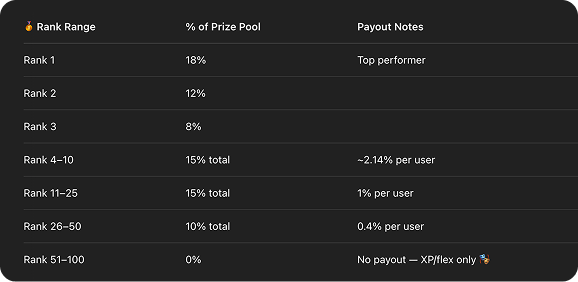 🏅 Rank Range % of Prize Pool Payout Notes
Rank 1 18% Top performer
Rank 2 12%
Rank 3 8%
Rank 4–10 15% total ~2.14% per user
Rank 11–25 15% total 1% per user
Rank 26–50 10% total 0.4% per user
Rank 51–100 0% No payout — XP/flex only 🎭